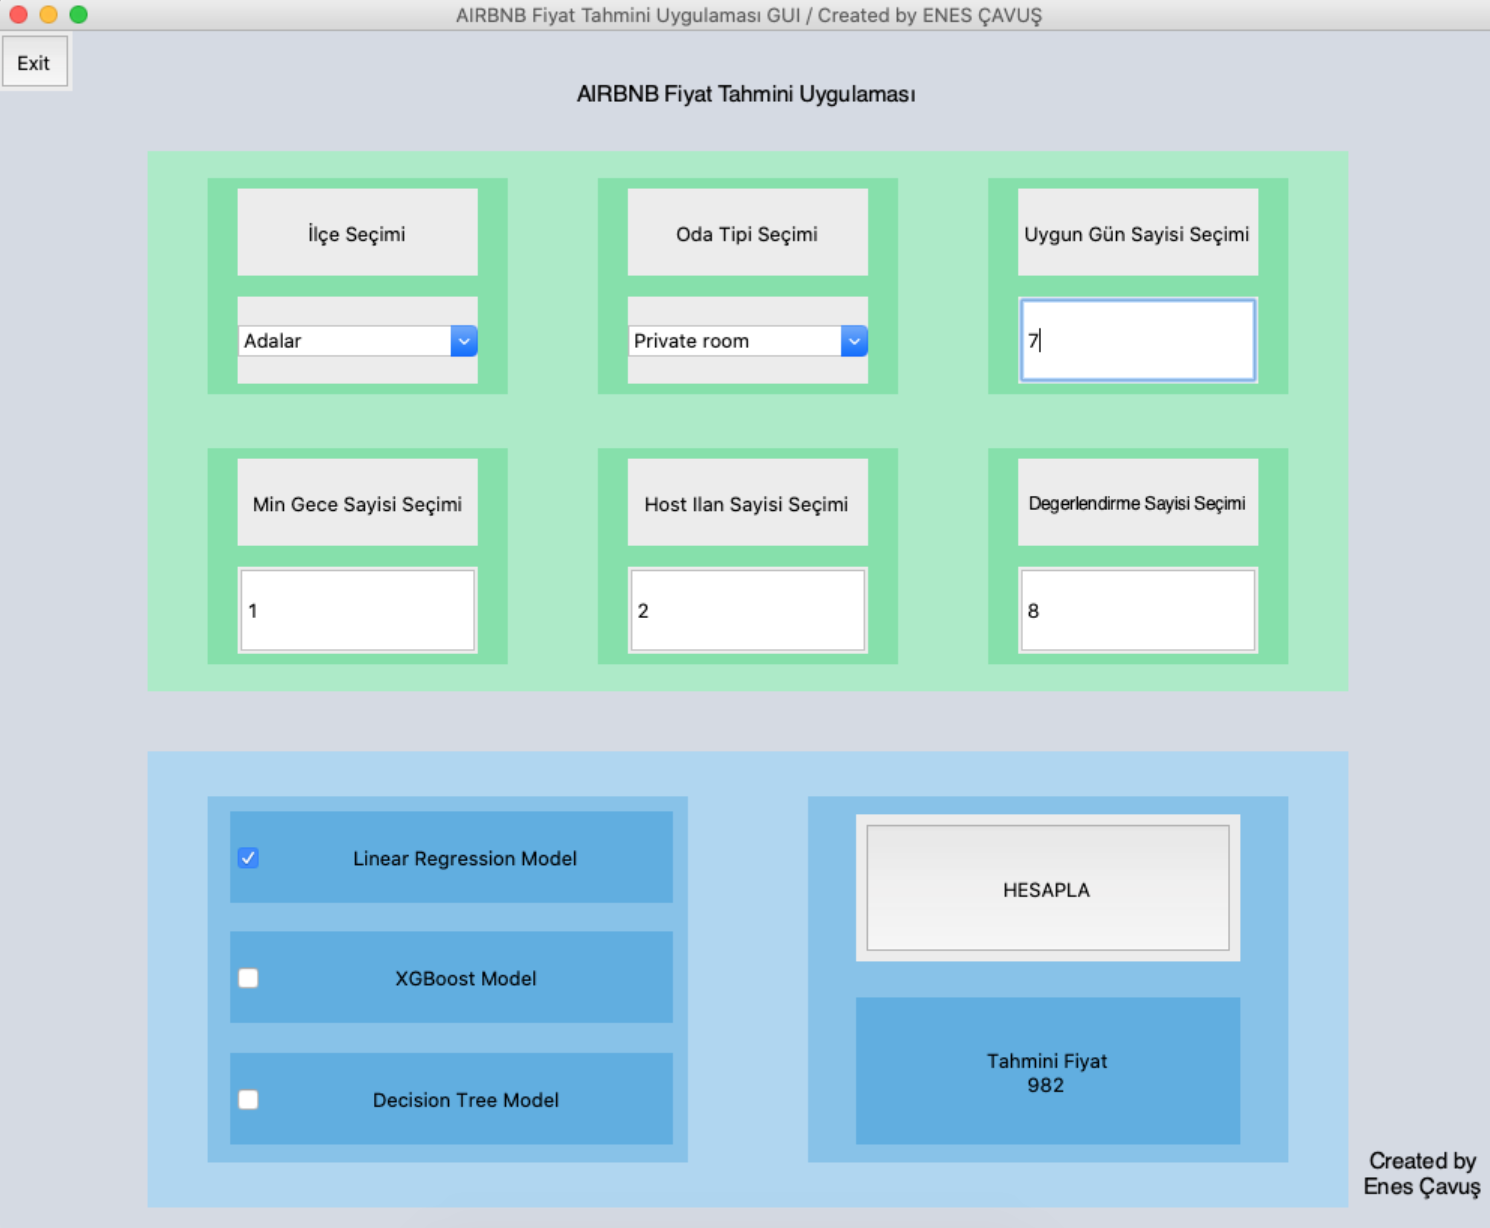 AIRBNB Fiyat Tahmini Uygulaması GUI / Created by ENES ÇAVUŞ
Exit
AIRBNB Fiyat Tahmini Uygulaması
İlçe Seçimi
Oda Tipi Seçimi
Uygun Gün Sayisi Seçimi
Adalar
Private room
7
Min Gece Sayisi Seçimi
Host Ilan Sayisi Seçimi
Degerlendirme Sayisi Seçimi
1
2
8
Linear Regression Model
XGBoost Model
Decision Tree Model
HESAPLA
Tahmini Fiyat
982
Created by
Enes Çavuş